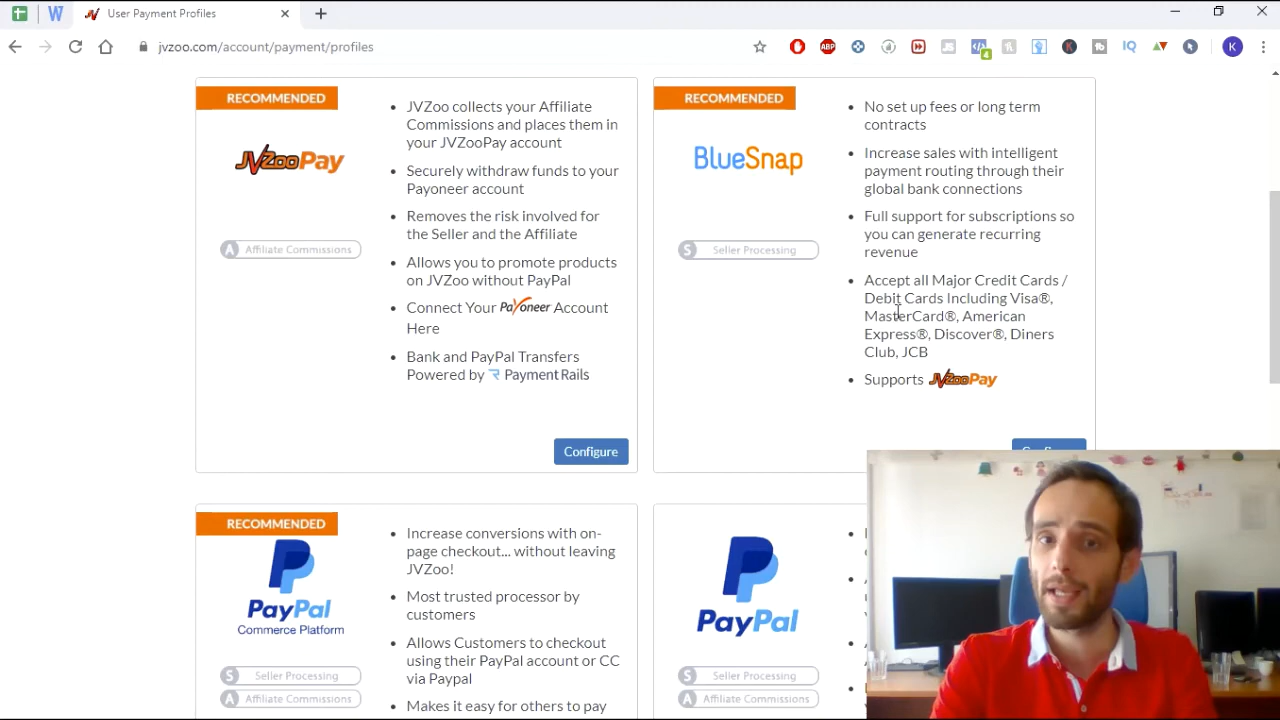 User Payment Profiles
jvzoo.com/account/payment/profiles
ABP
4
IQ
K
RECOMMENDED
JVZooPay
A Affiliate Commissions
JVZoo collects your Affiliate
Commissions and places them in
your JVZooPay account
Securely withdraw funds to your
Payoneer account
Removes the risk involved for
the Seller and the Affiliate
Allows you to promote products
on JVZoo without PayPal
Connect Your Payoneer Account
Here
Bank and PayPal Transfers
Powered by Payment Rails
Configure
RECOMMENDED
BlueSnap
S Seller Processing
No set up fees or long term
contracts
Increase sales with intelligent
payment routing through their
global bank connections
Full support for subscriptions so
you can generate recurring
revenue
Accept all Major Credit Cards /
Debit Cards Including Visa®,
MasterCard®, American
Express®, Discover®, Diners
Club, JCB
Supports JVZooPay
RECOMMENDED
PayPal
Commerce Platform
S Seller Processing
A Affiliate Commissions
Increase conversions with on-
page checkout... without leaving
JVZoo!
Most trusted processor by
customers
Allows Customers to checkout
using their PayPal account or CC
via Paypal
Makes it easy for others to pay
PayPal
S Seller Processing
A Affiliate Commissions